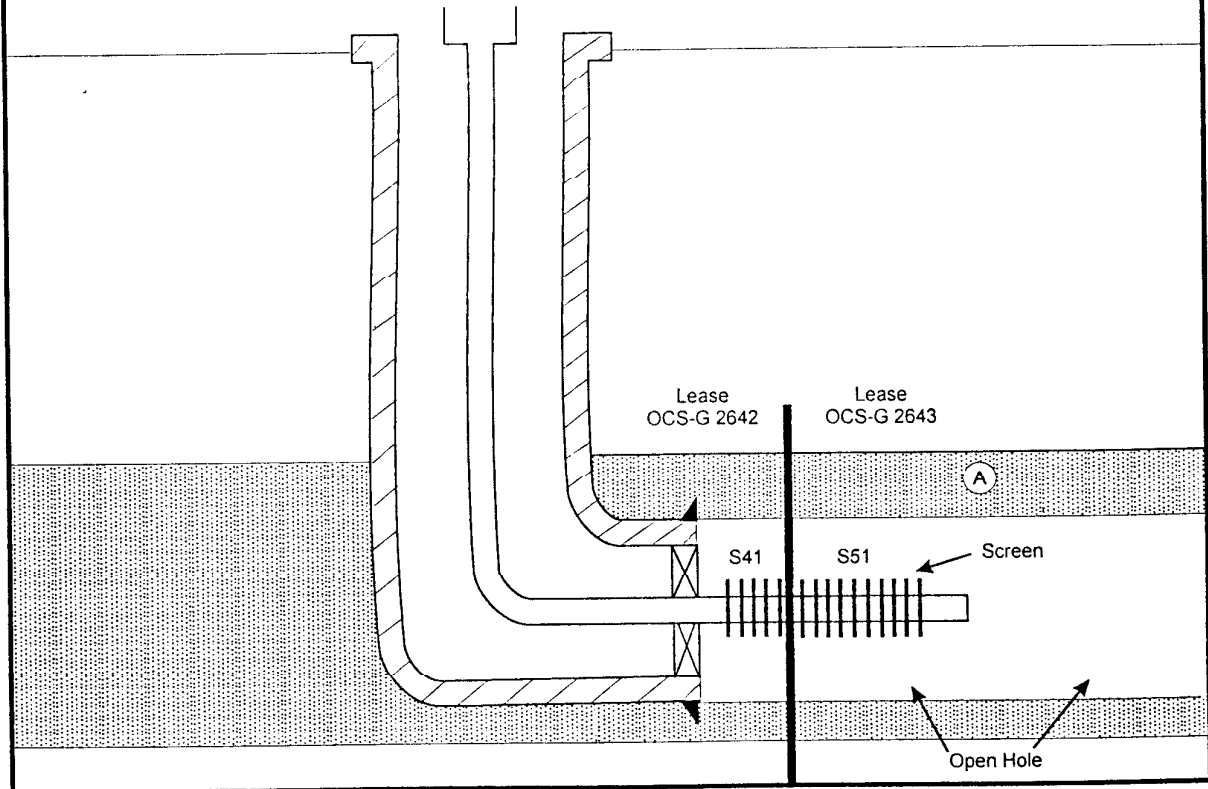 Lease
OCS-G 2642
Lease
OCS-G 2643
A
S41
S51
Screen
Open Hole